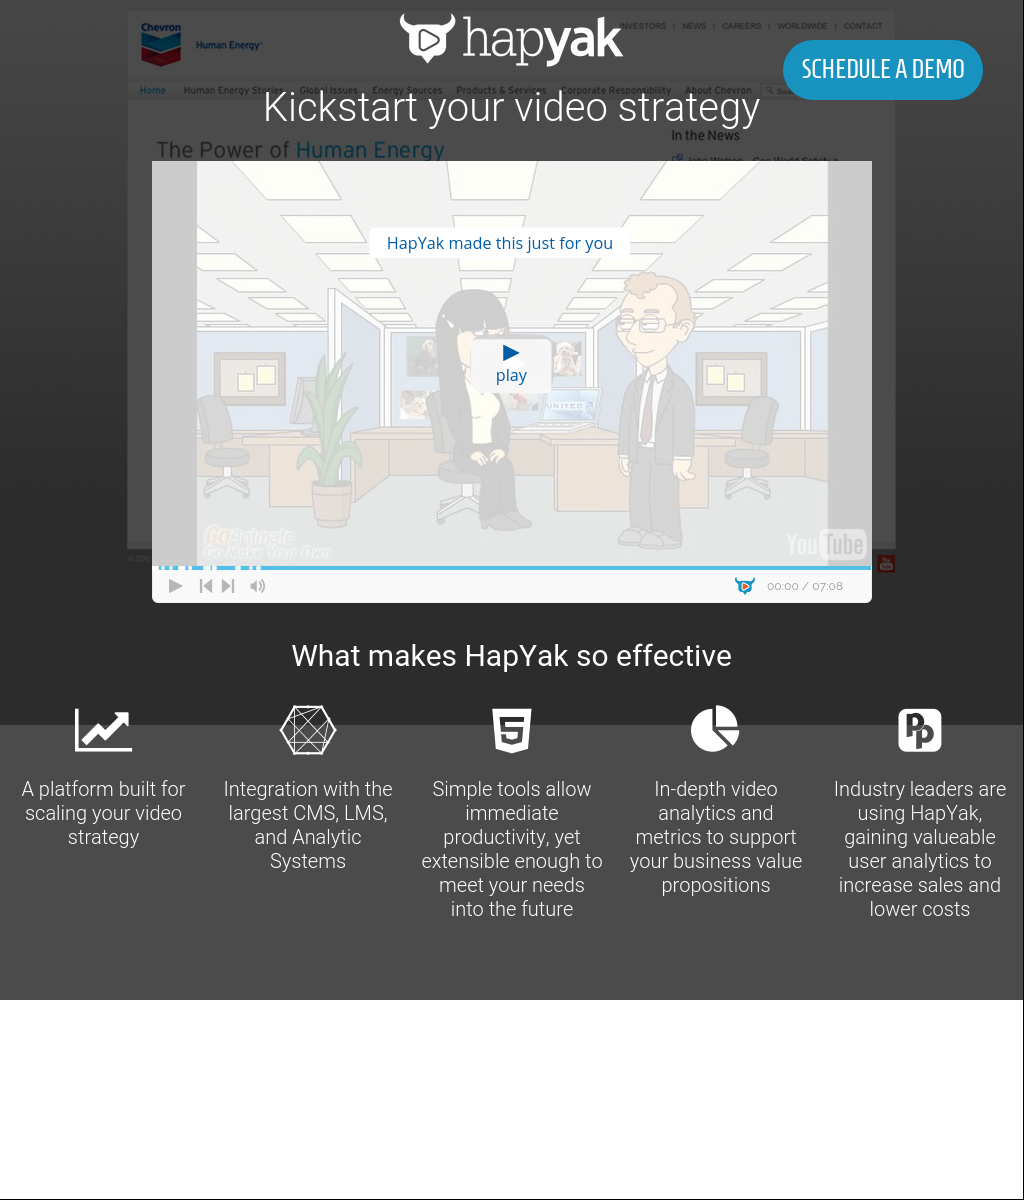 Chevron
Human Energy
INVESTORS | NEWS | CAREERS | WORLDWIDE | CONTACT
hapyak
SCHEDULE A DEMO
Home Human Energy Stories Global Issues Energy Sources Products & Services Corporate Responsibility About Chevron
Kickstart your video strategy
The Power of Human Energy
In the News
HapYak made this just for you
play
UNITED
GoAnimate
Go Make Your Own
YouTube
00:00 / 07:08
What makes HapYak so effective
A platform built for
scaling your video
strategy
Integration with the
largest CMS, LMS,
and Analytic
Systems
Simple tools allow
immediate
productivity, yet
extensible enough to
meet your needs
into the future
In-depth video
analytics and
metrics to support
your business value
propositions
Industry leaders are
using HapYak,
gaining valueable
user analytics to
increase sales and
lower costs